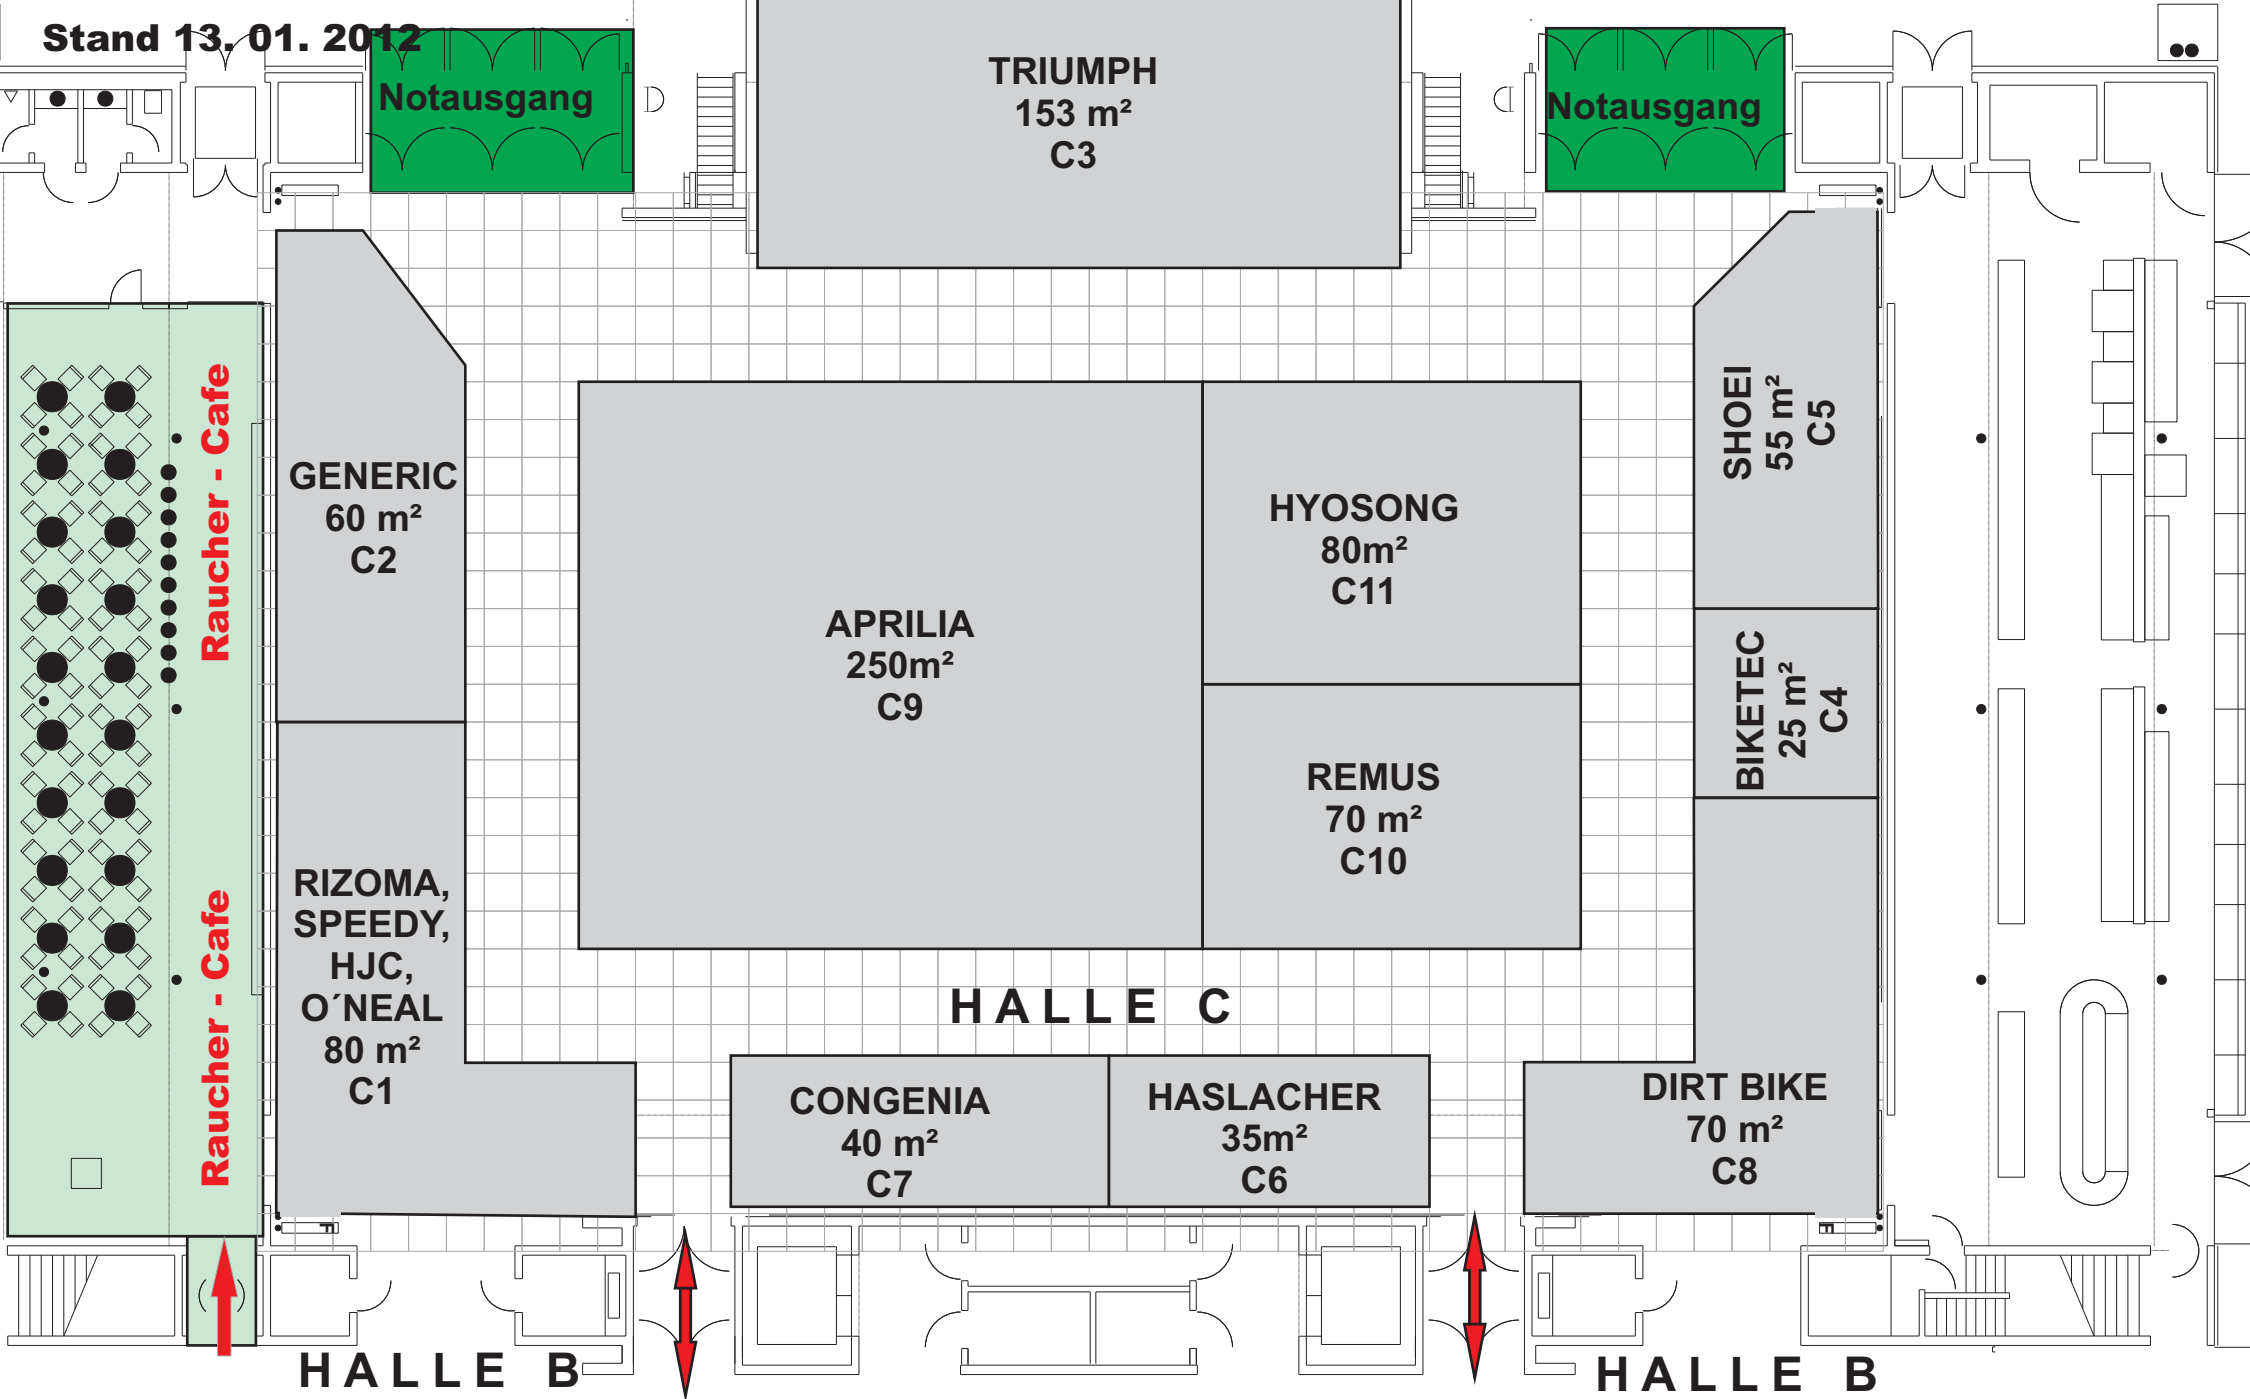 Stand 13. 01. 2012
Notausgang
TRIUMPH
153 m²
C3
Notausgang
Raucher - Cafe
GENERIC
60 m²
C2
APRILIA
250m²
C9
HYOSONG
80m²
C11
SHOEI
55 m²
C5
BIKETEC
25 m²
C4
REMUS
70 m²
C10
Raucher - Cafe
RIZOMA,
SPEEDY,
HJC,
O´NEAL
80 m²
C1
HALLE C
CONGENIA
40 m²
C7
HASLACHER
35m²
C6
DIRT BIKE
70 m²
C8
F
F
HALLE B
HALLE B